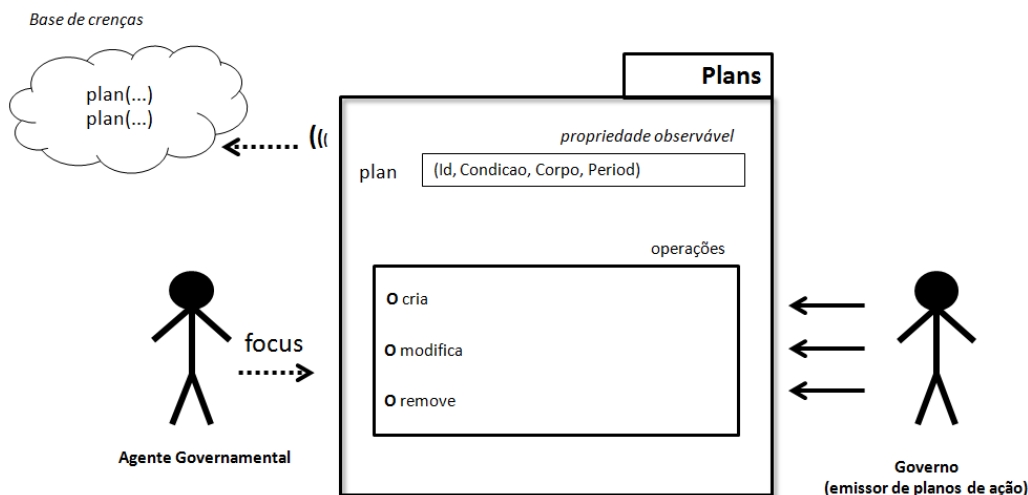 Base de crenças
plan(...)
plan(...)
Plans
propriedade observável
plan
(Id, Condicao, Corpo, Period)
operações
O cria
O modifica
O remove
focus
Agente Governamental
Governo
(emissor de planos de ação)